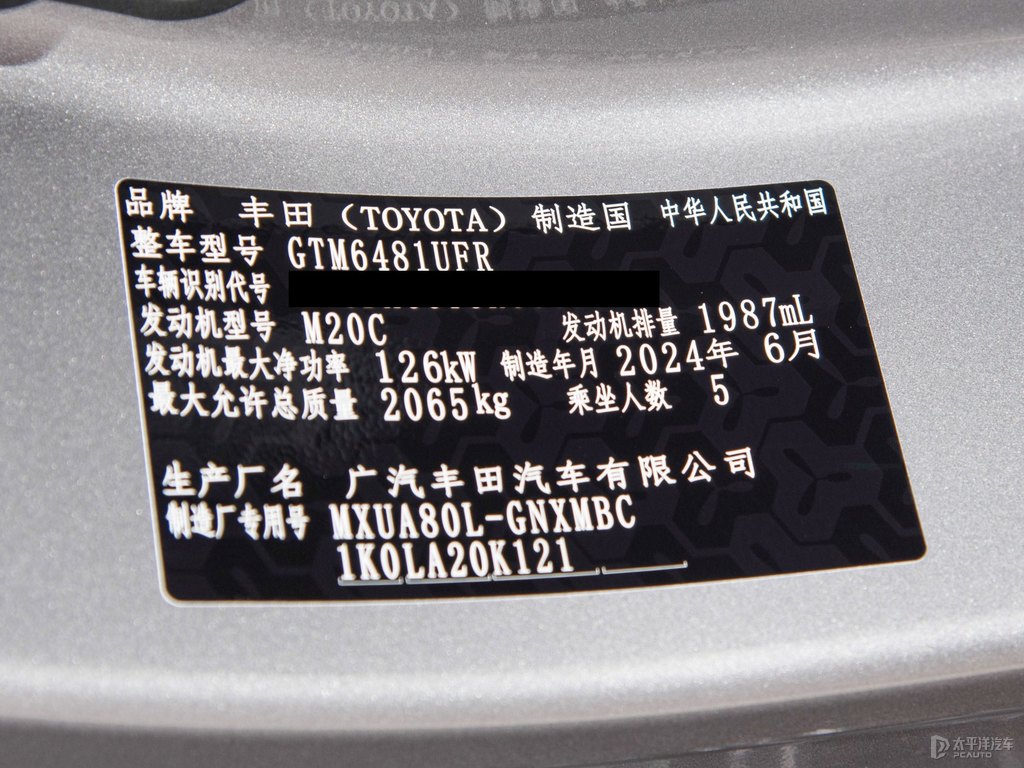 品牌 丰田（TOYOTA）制造国 中华人民共和国
整车型号 GTM6481UFR
车辆识别代号
发动机型号 M20C 发动机排量 1987mL
发动机最大净功率 126kW 制造年月 2024年 6月
最大允许总质量 2065kg 乘坐人数 5
生产厂名 广汽丰田汽车有限公司
制造厂专用号 MXUA80L-GNXMBC
1K0LA20K121
太平洋汽车
PCAUTO